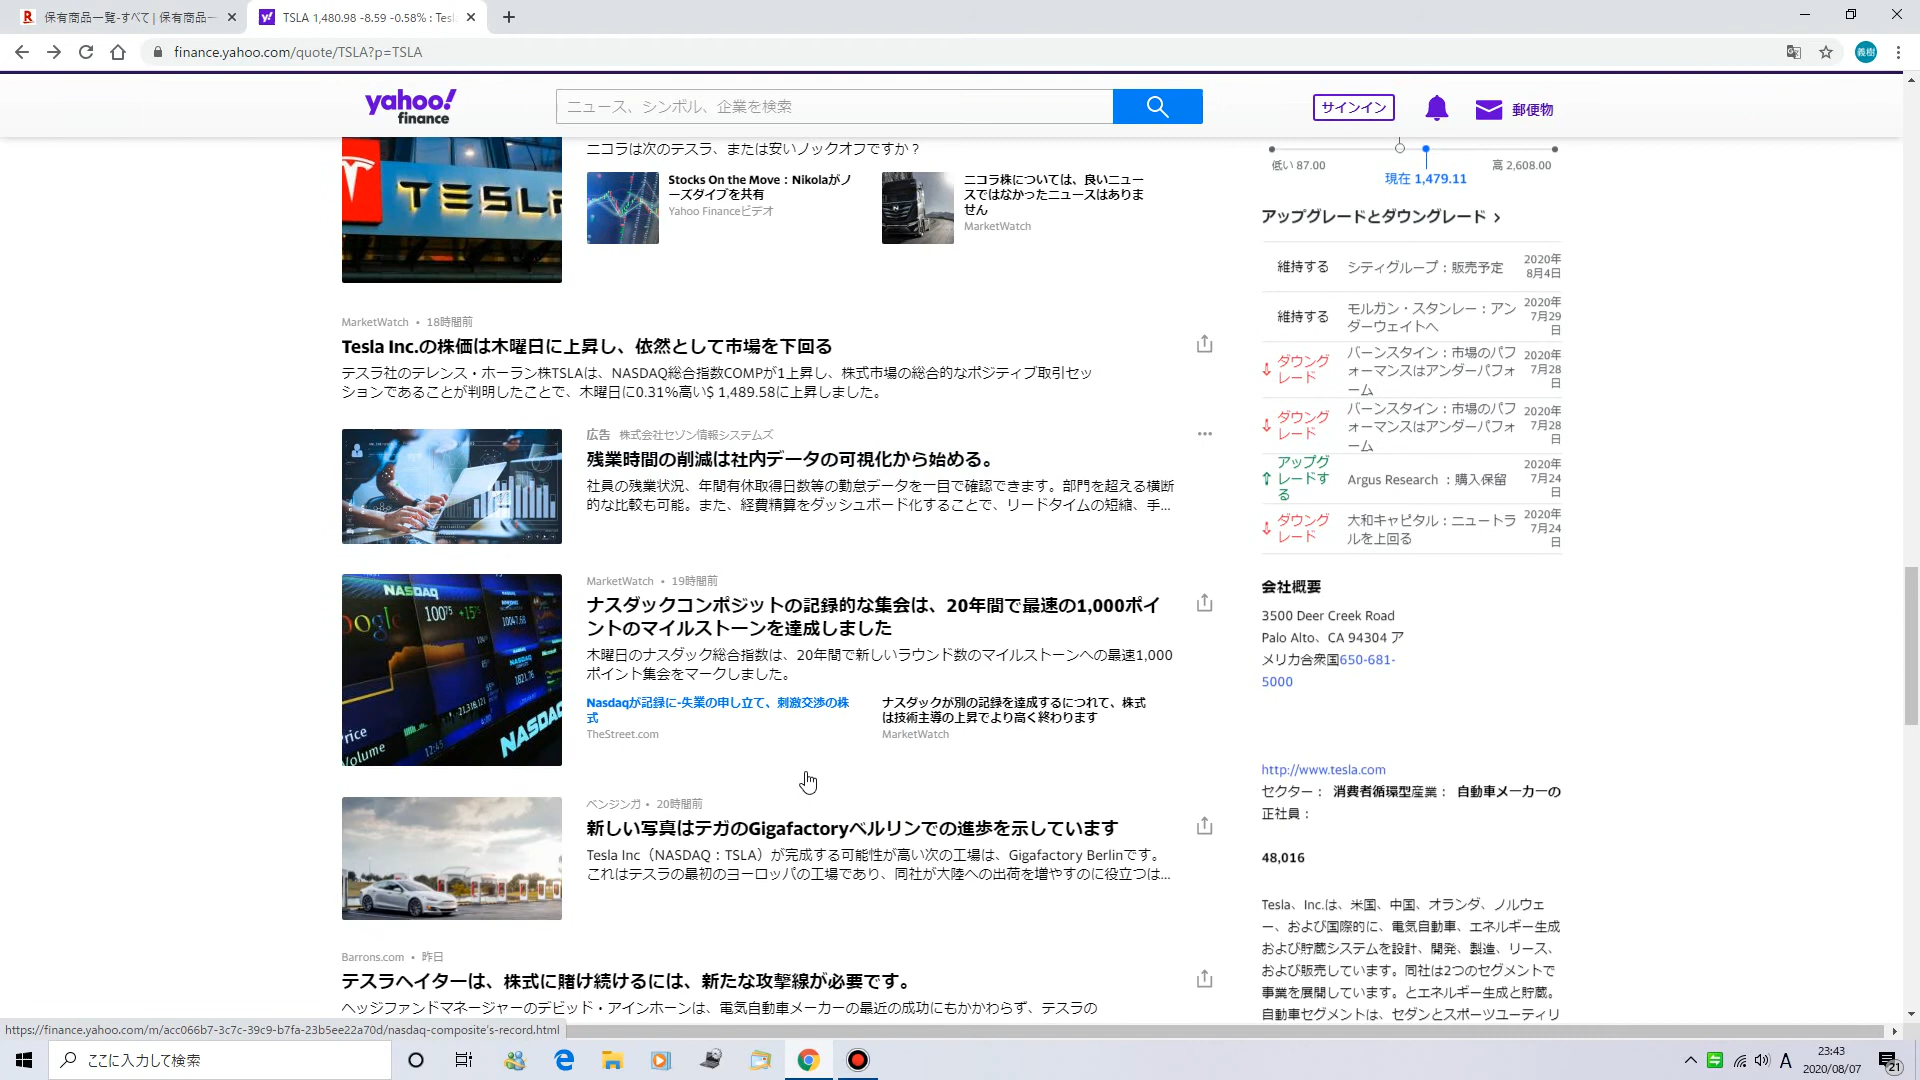 保有商品一覧-すべて | 保有商品一
TSLA 1,480.98 -8.59 -0.58% : Tesl
finance.yahoo.com/quote/TSLA?p=TSLA
義樹
yahoo!
finance
ニュース、シンボル、企業を検索
サインイン
郵便物
TESL
ニコラは次のテスラ、または安いノックオフですか？
Stocks On the Move：Nikolaがノ
ーズダイブを共有
Yahoo Financeビデオ
ニコラ株については、良いニュー
スではなかったニュースはありま
せん
MarketWatch
MarketWatch • 18時間前
Tesla Inc.の株価は木曜日に上昇し、依然として市場を下回る
テスラ社のテレンス・ホーラン株TSLAは、NASDAQ総合指数COMPが1上昇し、株式市場の総合的なポジティブ取引セッ
ションであることが判明したことで、木曜日に0.31％高い$ 1,489.58に上昇しました。
広告 株式会社セゾン情報システムズ
残業時間の削減は社内データの可視化から始める。
社員の残業状況、年間有休取得日数等の勤怠データを一目で確認できます。部門を超える横断
的な比較も可能。また、経費精算をダッシュボード化することで、リードタイムの短縮、手...
NASDAQ
NASDAQ
rice
Volume
MarketWatch • 19時間前
ナスダックコンポジットの記録的な集会は、20年間で最速の1,000ポイ
ントのマイルストーンを達成しました
木曜日のナスダック総合指数は、20年間で新しいラウンド数のマイルストーンへの最速1,000
ポイント集会をマークしました。
Nasdaqが記録に-失業の申し立て、刺激交渉の株
式
TheStreet.com
ナスダックが別の記録を達成するにつれて、株式
は技術主導の上昇でより高く終わります
MarketWatch
ベンジンガ • 20時間前
新しい写真はテガのGigafactoryベルリンでの進歩を示しています
Tesla Inc（NASDAQ：TSLA）が完成する可能性が高い次の工場は、Gigafactory Berlinです。
これはテスラの最初のヨーロッパの工場であり、同社が大陸への出荷を増やすのに役立つは...
Barrons.com • 昨日
テスラヘイターは、株式に賭け続けるには、新たな攻撃線が必要です。
ヘッジファンドマネージャーのデビッド・アインホーンは、電気自動車メーカーの最近の成功にもかかわらず、テスラの
低い 87.00
高 2,608.00
現在 1,479.11
アップグレードとダウングレード
維持する シティグループ：販売予定 2020年
8月4日
維持する モルガン・スタンレー：アン
ダーウェイトへ 2020年
7月29
日
ダウング
レード バーンスタイン：市場のパフ
ォーマンスはアンダーパフォ
ーム 2020年
7月28
日
ダウング
レード バーンスタイン：市場のパフ
ォーマンスはアンダーパフォ
ーム 2020年
7月28
日
アップグ
レードす
る Argus Research ：購入保留 2020年
7月24
日
ダウング
レード 大和キャピタル：ニュートラ
ルを上回る 2020年
7月24
日
会社概要
3500 Deer Creek Road
Palo Alto、CA 94304 ア
メリカ合衆国650-681-
5000
http://www.tesla.com
セクター： 消費者循環型産業： 自動車メーカーの
正社員：
48,016
Tesla、Inc.は、米国、中国、オランダ、ノルウェ
ー、および国際的に、電気自動車、エネルギー生成
および貯蔵システムを設計、開発、製造、リース、
および販売しています。同社は2つのセグメントで
事業を展開しています。とエネルギー生成と貯蔵。
自動車セグメントは、セダンとスポーツユーティリ
https://finance.yahoo.com/m/acc066b7-3c7c-39c9-b7fa-23b5ee22a70d/nasdaq-composite's-record.html
ここに入力して検索
A
23:43
2020/08/07
21